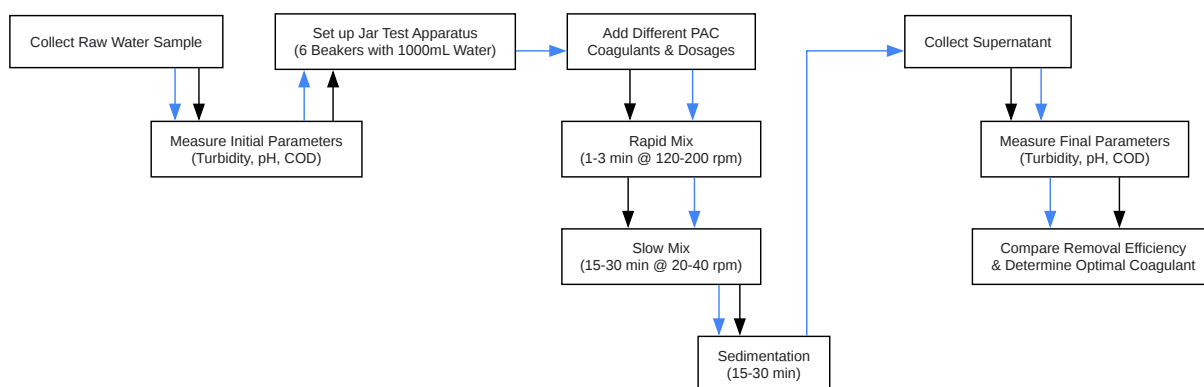 Collect Raw Water Sample
Measure Initial Parameters
(Turbidity, pH, COD)
Set up Jar Test Apparatus
(6 Beakers with 1000mL Water)
Add Different PAC
Coagulants & Dosages
Rapid Mix
(1-3 min @ 120-200 rpm)
Slow Mix
(15-30 min @ 20-40 rpm)
Sedimentation
(15-30 min)
Collect Supernatant
Measure Final Parameters
(Turbidity, pH, COD)
Compare Removal Efficiency
& Determine Optimal Coagulant